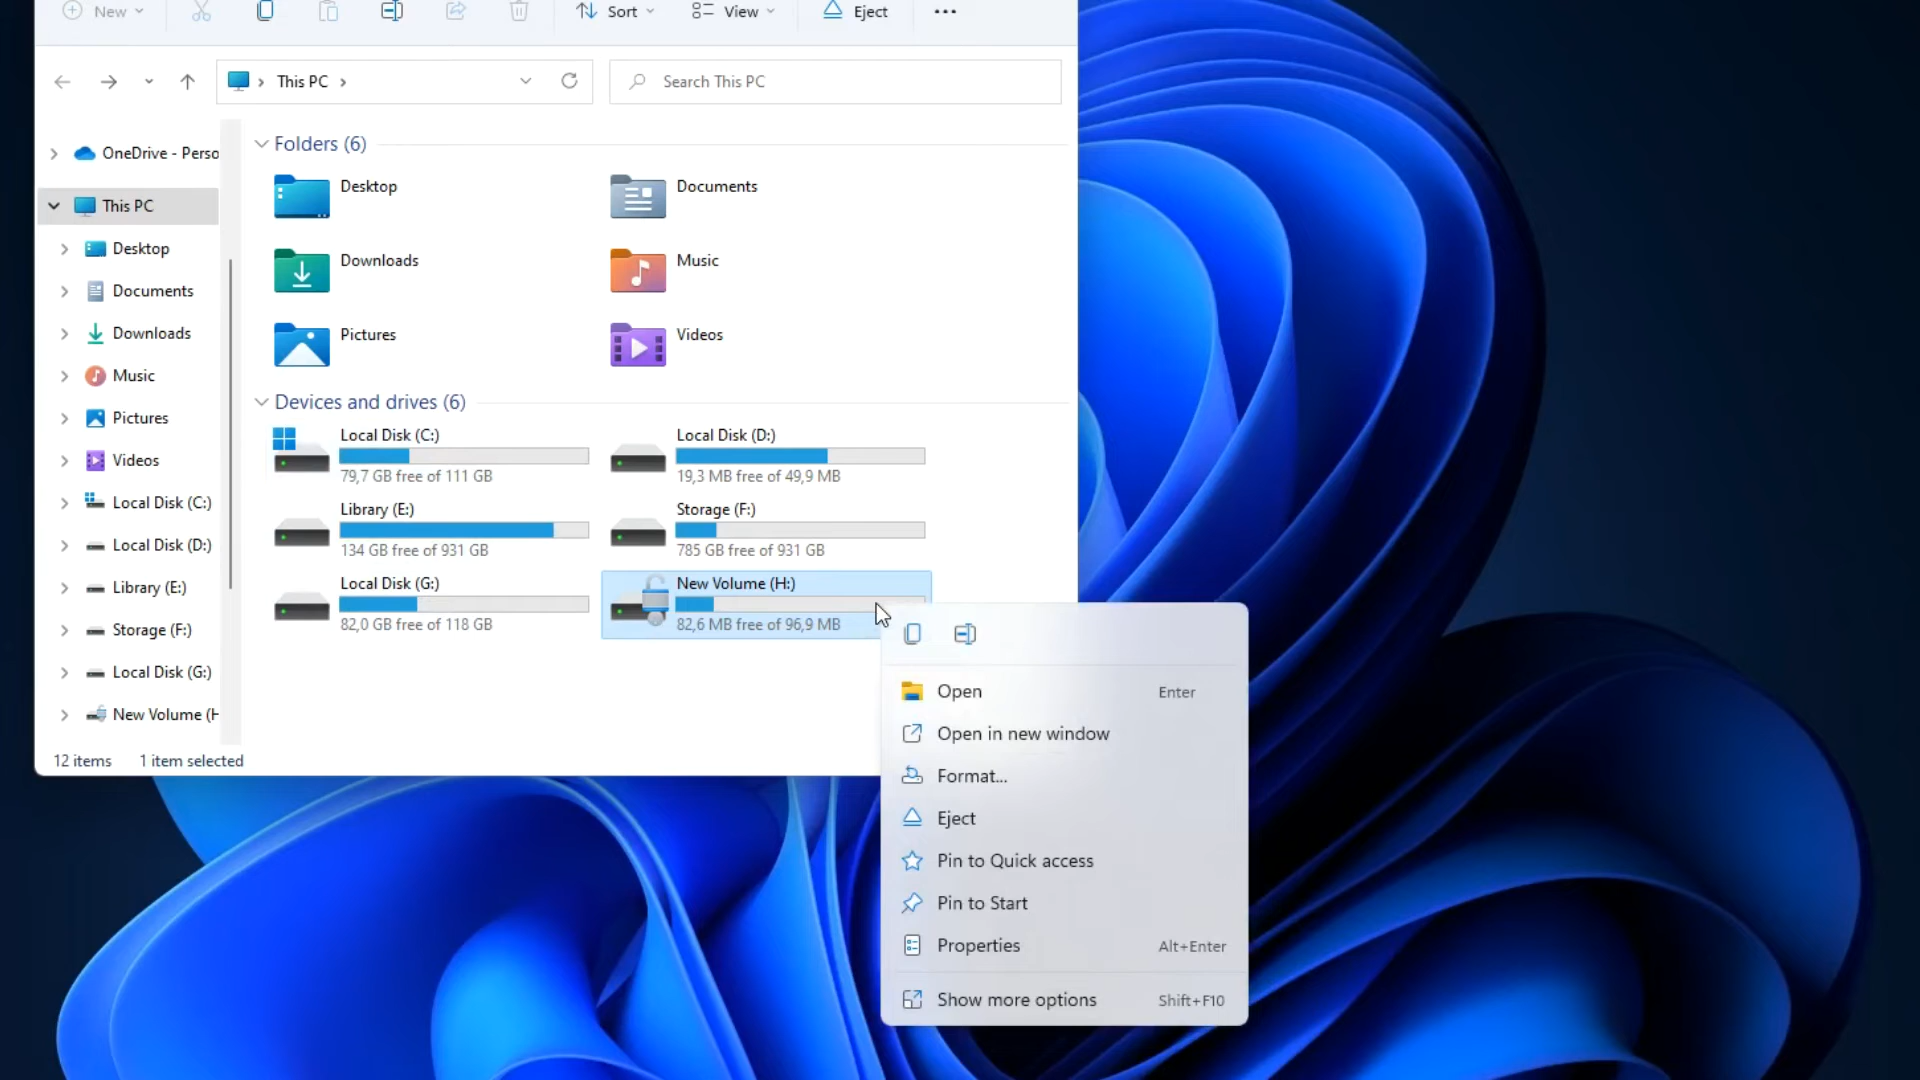 New
Sort
View
Eject
This PC
Search This PC
OneDrive - Perso
This PC
Desktop
Documents
Downloads
Music
Pictures
Videos
Local Disk (C:)
Local Disk (D:)
Library (E:)
Storage (F:)
Local Disk (G:)
New Volume (H
Folders (6)
Desktop
Documents
Downloads
Music
Pictures
Videos
Devices and drives (6)
Local Disk (C:)
79,7 GB free of 111 GB
Local Disk (D:)
19,3 MB free of 49,9 MB
Library (E:)
134 GB free of 931 GB
Storage (F:)
785 GB free of 931 GB
Local Disk (G:)
82,0 GB free of 118 GB
New Volume (H:)
82,6 MB free of 96,9 MB
12 items 1 item selected
Open Enter
Open in new window
Format...
Eject
Pin to Quick access
Pin to Start
Properties Alt+Enter
Show more options Shift+F10